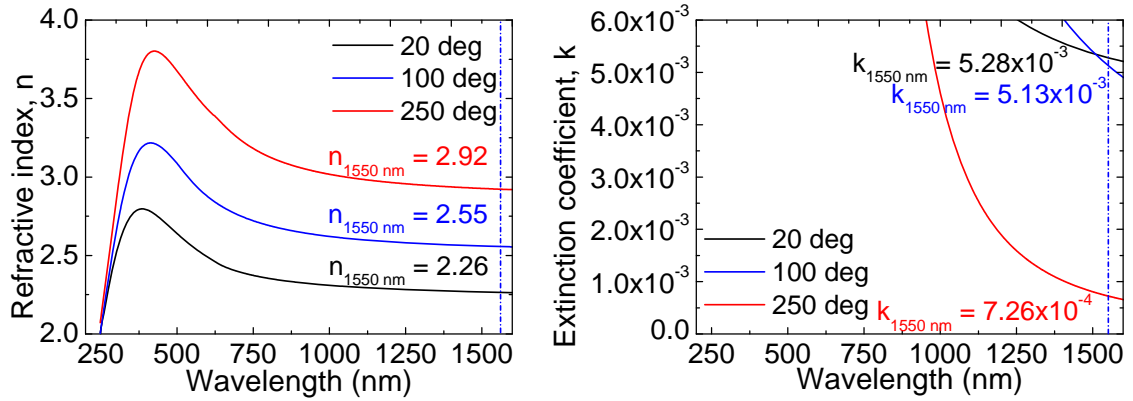 4.0
3.5
3.0
2.5
2.0
Refractive index, n
20 deg
100 deg
250 deg
n1550 nm = 2.92
n1550 nm = 2.55
n1550 nm = 2.26
250 500 750 1000 1250 1500
Wavelength (nm)
6.0x10-3
5.0x10-3
4.0x10-3
3.0x10-3
2.0x10-3
1.0x10-3
0.0
Extinction coefficient, k
k1550 nm = 5.28x10-3
k1550 nm = 5.13x10-3
20 deg
100 deg
250 deg
k1550 nm = 7.26x10-4
250 500 750 1000 1250 1500
Wavelength (nm)